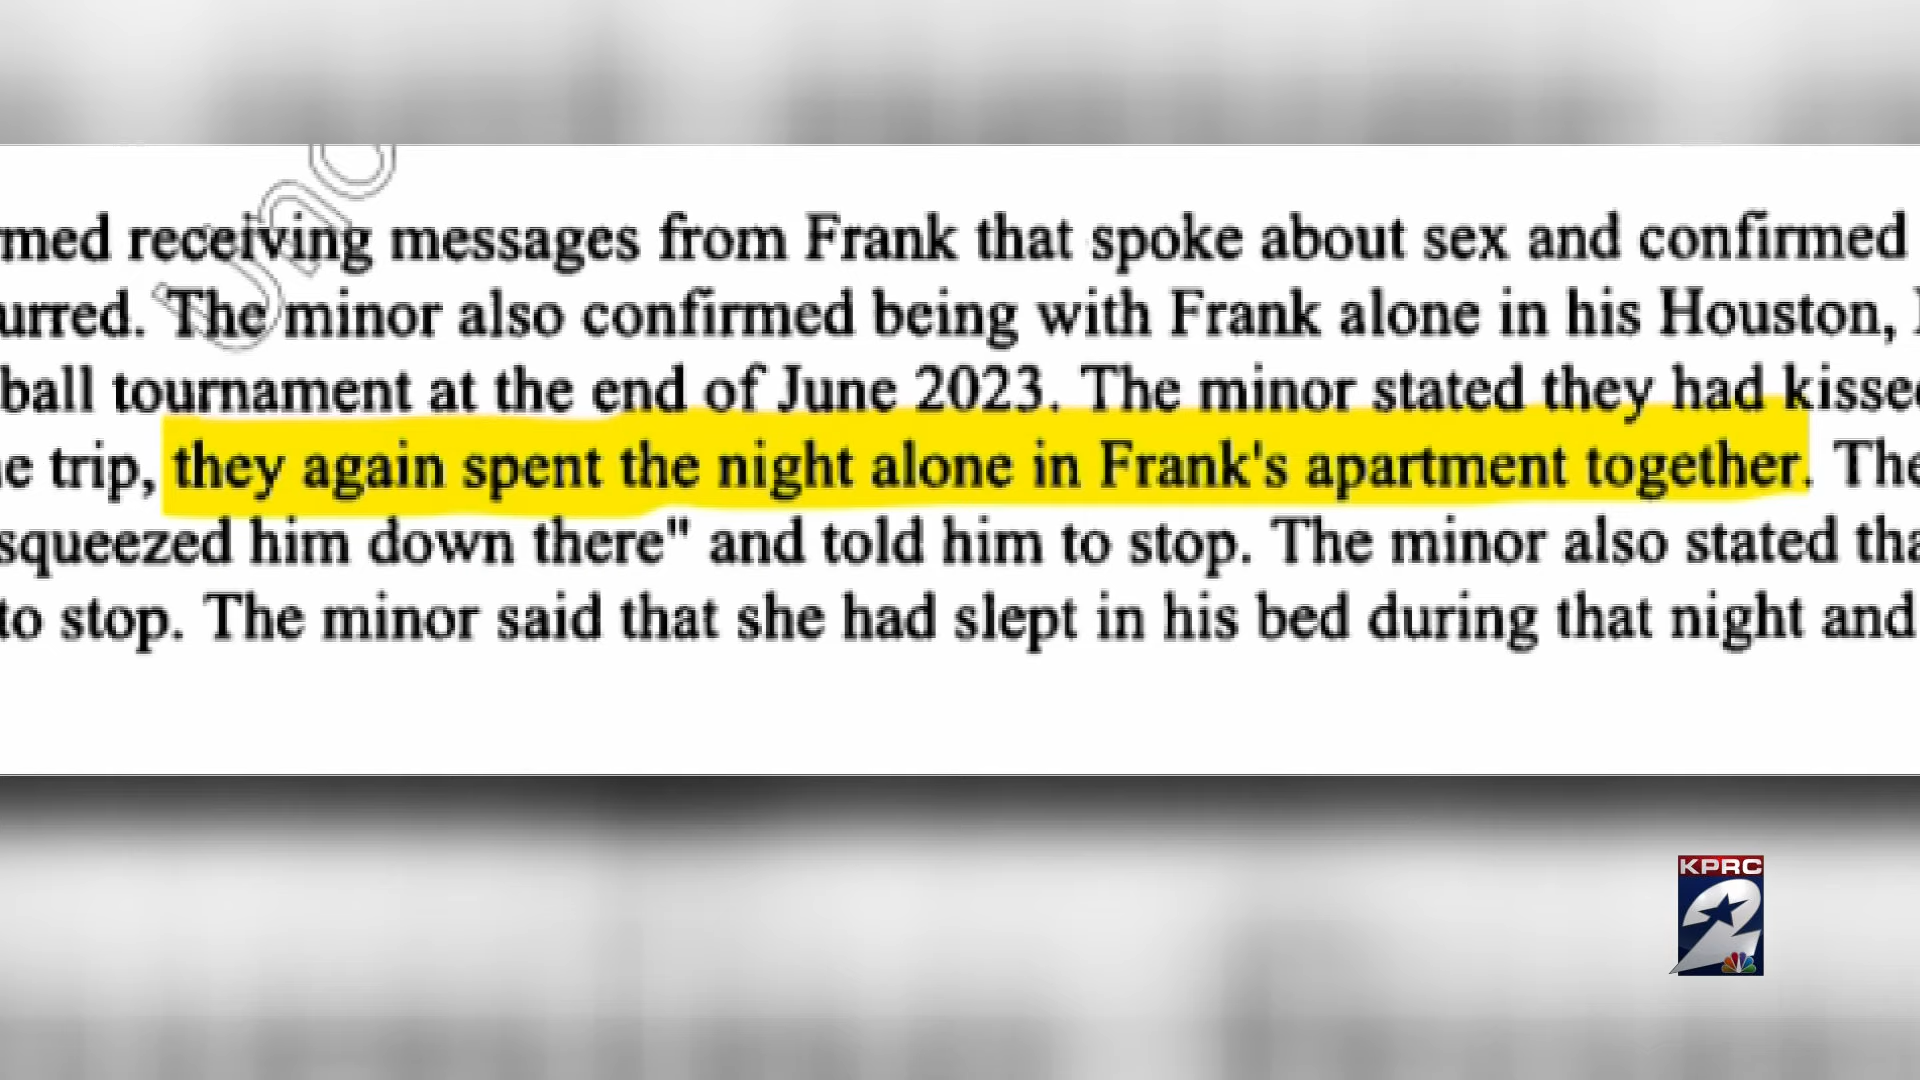 Uno
rmed receiving messages from Frank that spoke about sex and confirmed
urred. The minor also confirmed being with Frank alone in his Houston,
ball tournament at the end of June 2023. The minor stated they had kissed
e trip, they again spent the night alone in Frank's apartment together. The
squeezed him down there" and told him to stop. The minor also stated tha
to stop. The minor said that she had slept in his bed during that night and
KPRC
2